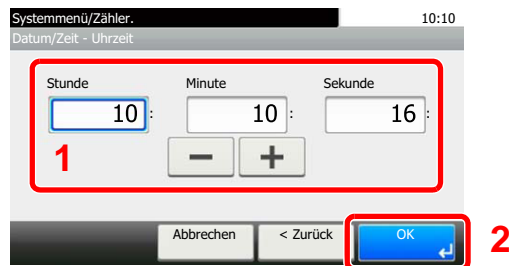 Systemmenü/Zähler. 10:10
Datum/Zeit - Uhrzeit
Stunde Minute Sekunde
10 : 10 : 16 :
1 − +
Abbrechen < Zurück OK 2